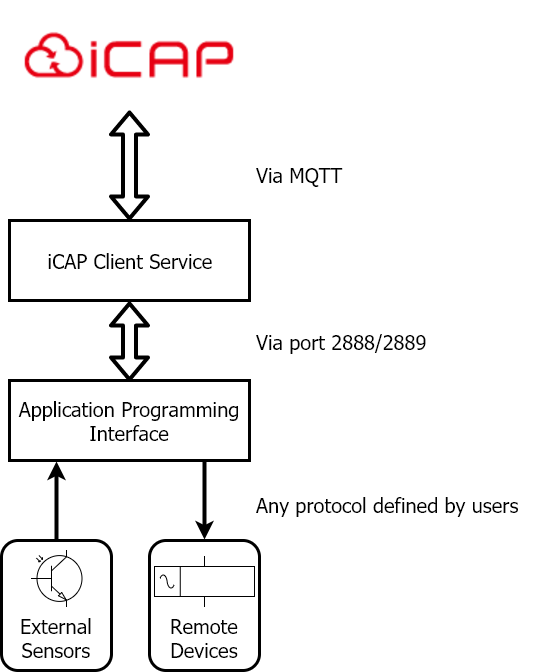 iCAP
Via MQTT
iCAP Client Service
Via port 2888/2889
Application Programming
Interface
Any protocol defined by users
External
Sensors
Remote
Devices